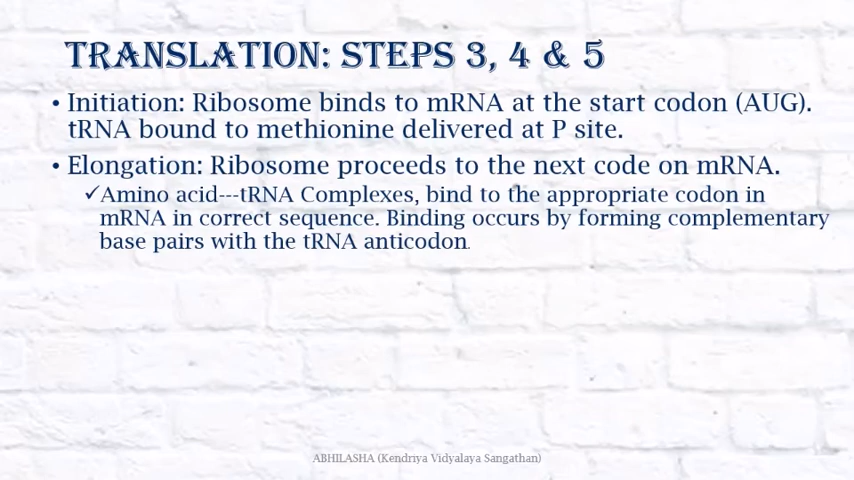 TRANSLATION: STEPS 3, 4 & 5
• Initiation: Ribosome binds to mRNA at the start codon (AUG).
tRNA bound to methionine delivered at P site.
• Elongation: Ribosome proceeds to the next code on mRNA.
✓Amino acid---tRNA Complexes, bind to the appropriate codon in
mRNA in correct sequence. Binding occurs by forming complementary
base pairs with the tRNA anticodon.
ABHILASHA (Kendriya Vidyalaya Sangathan)